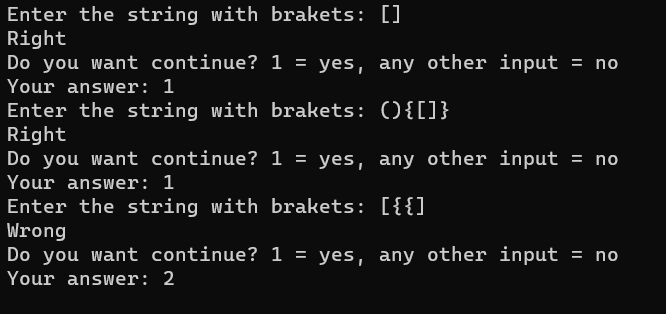 Enter the string with brakets: []
Right
Do you want continue? 1 = yes, any other input = no
Your answer: 1
Enter the string with brakets: (){[]}
Right
Do you want continue? 1 = yes, any other input = no
Your answer: 1
Enter the string with brakets: [{{]
Wrong
Do you want continue? 1 = yes, any other input = no
Your answer: 2